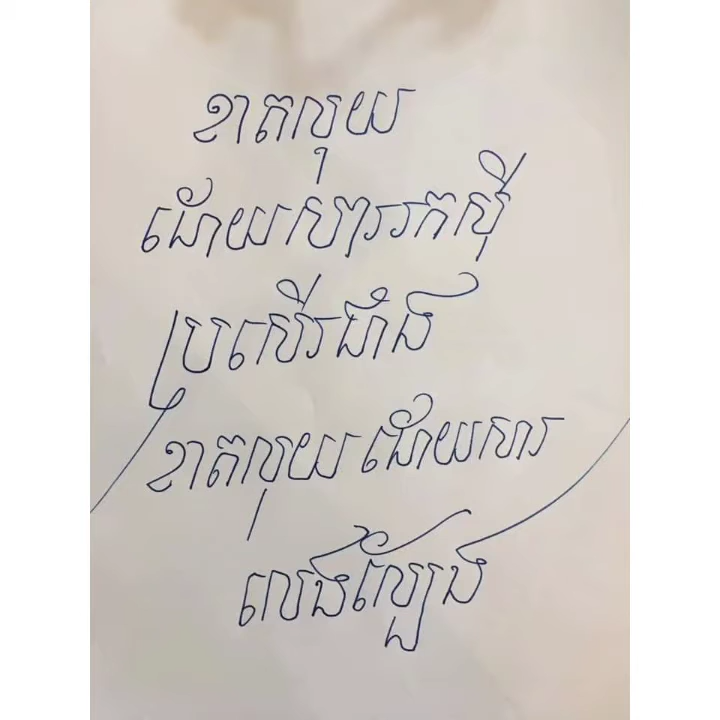 ខាតលុយ
ដោយសាររកស៊ី
ប្រសើរជាង
ខាតលុយ ដោយសារ
លេងល្បែង